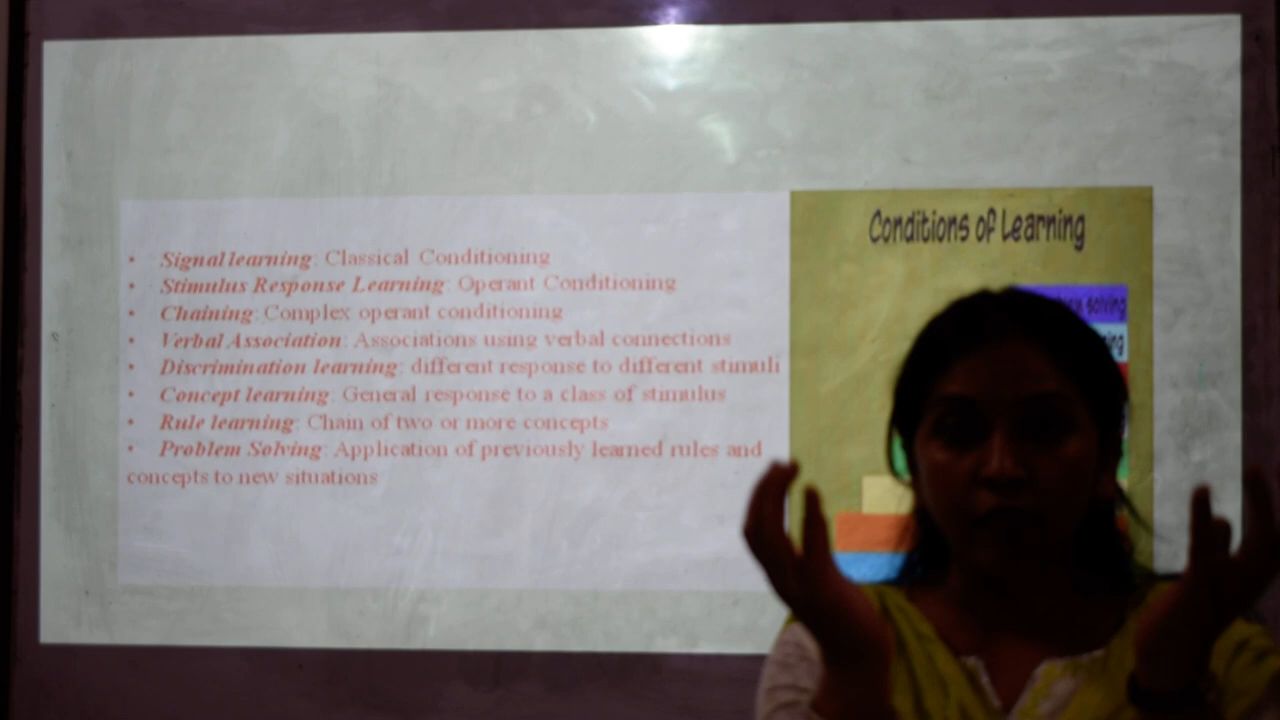 • Signal learning: Classical Conditioning
• Stimulus Response Learning: Operant Conditioning
• Chaining: Complex operant conditioning
• Verbal Association: Associations using verbal connections
• Discrimination learning: different response to different stimuli
• Concept learning: General response to a class of stimulus
• Rule learning: Chain of two or more concepts
• Problem Solving: Application of previously learned rules and
concepts to new situations
Conditions of Learning
solving